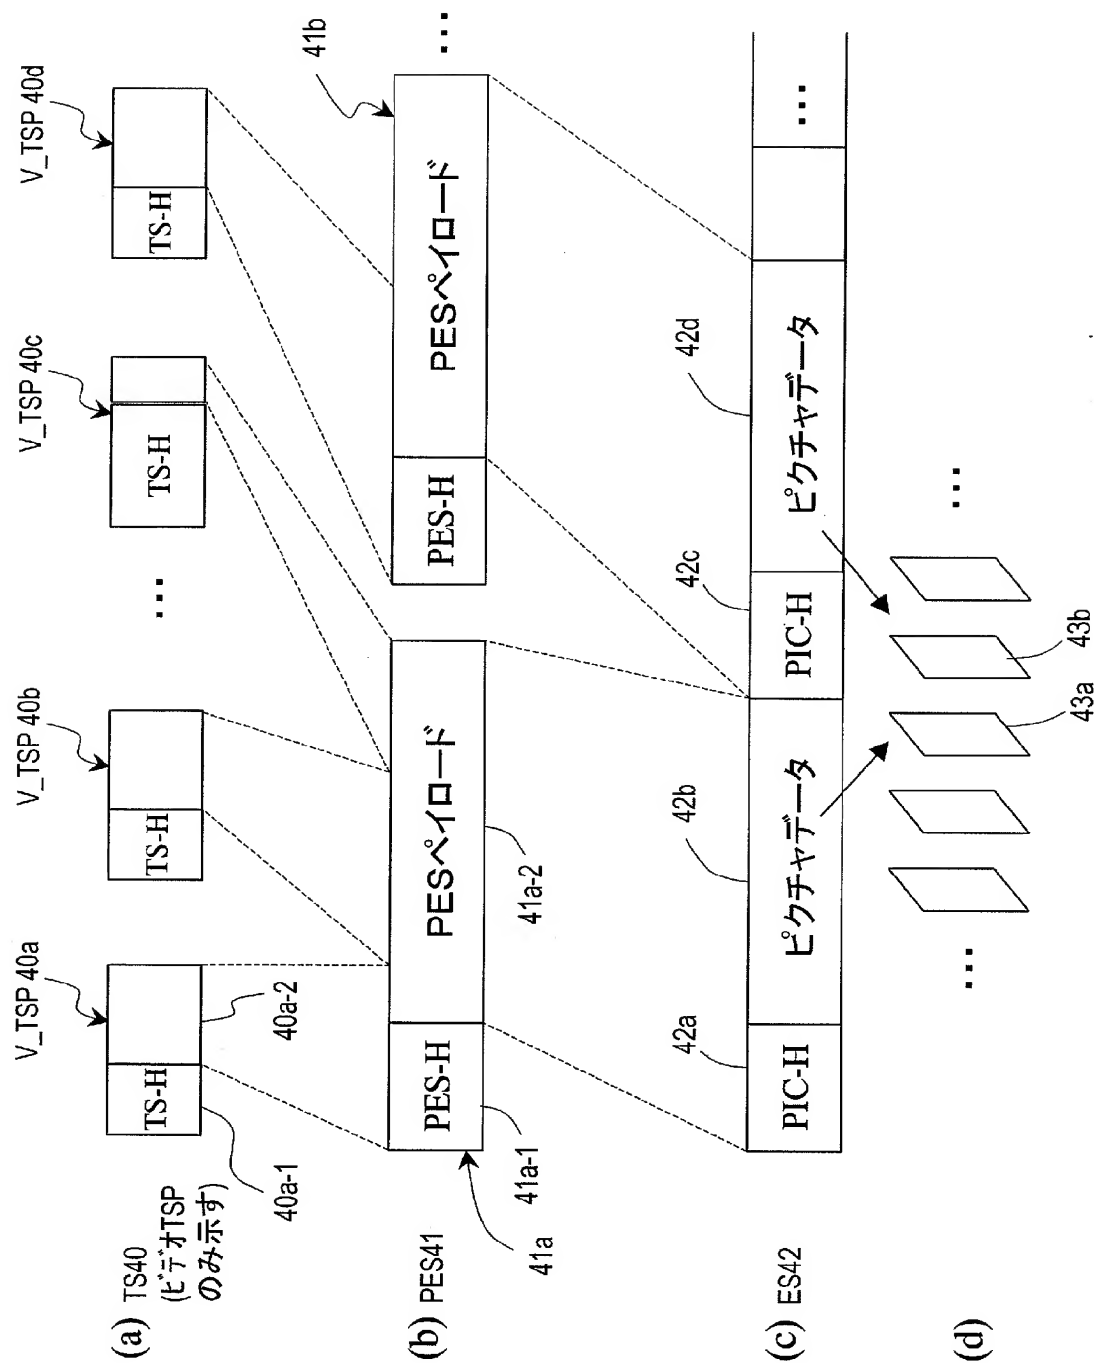 (a) TS40
(ビデオTSP
のみ示す)
V_TSP 40a
V_TSP 40b
V_TSP 40c
V_TSP 40d
TS-H
TS-H
...
TS-H
TS-H
40a-1
40a-2
(b) PES41
41a
PES-H
PESペイロード
PES-H
PESペイロード
...
41a-1
41a-2
41b
(c) ES42
42a
42b
42c
42d
PIC-H
ピクチャデータ
PIC-H
ピクチャデータ
...
(d)
...
43a
43b
...